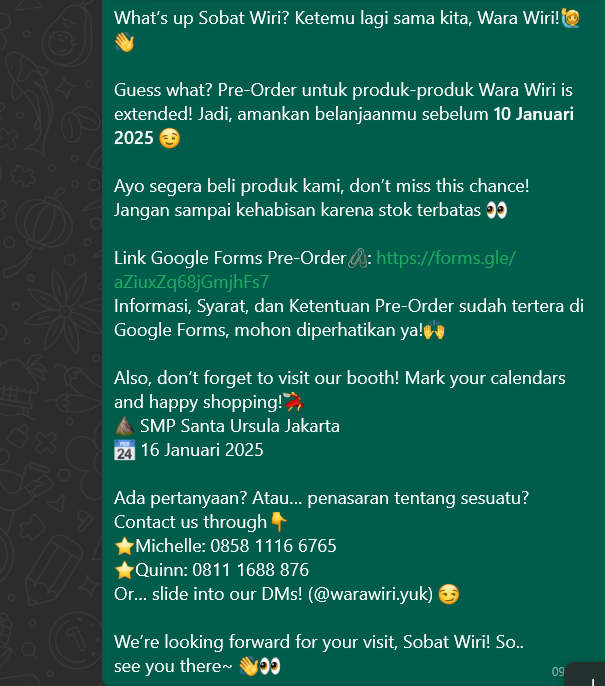 What's up Sobat Wiri? Ketemu lagi sama kita, Wara Wiri!🙋
👋
Guess what? Pre-Order untuk produk-produk Wara Wiri is
extended! Jadi, amankan belanjaanmu sebelum 10 Januari
2025 😏
Ayo segera beli produk kami, don't miss this chance!
Jangan sampai kehabisan karena stok terbatas 👀
Link Google Forms Pre-Order🖇: https://forms.gle/
aZiuxZq68jGmjhFs7
Informasi, Syarat, dan Ketentuan Pre-Order sudah tertera di
Google Forms, mohon diperhatikan ya!🙌
Also, don't forget to visit our booth! Mark your calendars
and happy shopping!💃
⛰ SMP Santa Ursula Jakarta
📆 16 Januari 2025
Ada pertanyaan? Atau... penasaran tentang sesuatu?
Contact us through👇
⭐Michelle: 0858 1116 6765
⭐Quinn: 0811 1688 876
Or... slide into our DMs! (@warawiri.yuk) 😏
We're looking forward for your visit, Sobat Wiri! So..
see you there~ 👋👀